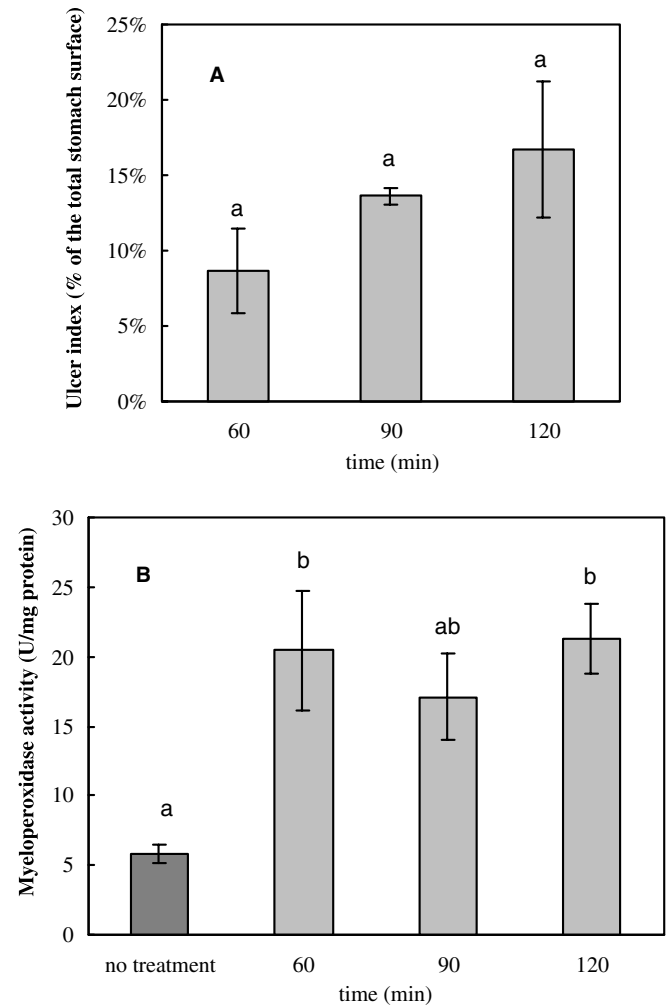 Ulcer index (% of the total stomach surface)
25%
20%
15%
10%
5%
0%
A
a
a
a
60
90
120
time (min)
Myeloperoxidase activity (U/mg protein)
30
25
20
15
10
5
0
B
a
b
ab
b
no treatment
60
90
120
time (min)